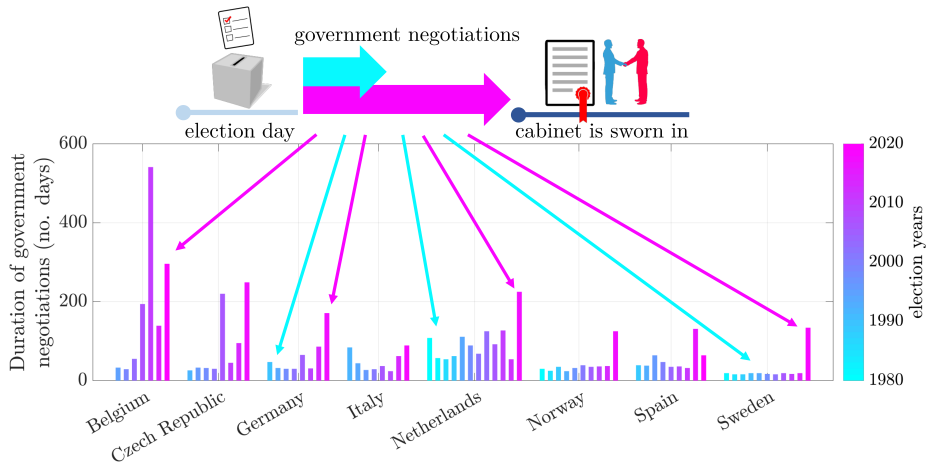 government negotiations
election day
cabinet is sworn in
Duration of government
negotiations (no. days)
600
400
200
0
Belgium
Czech Republic
Germany
Italy
Netherlands
Norway
Spain
Sweden
2020
2010
2000
1990
1980
election years